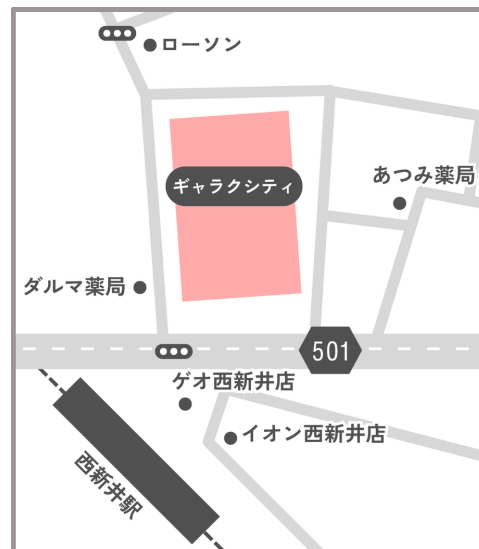 ローソン
ギャラクシティ
あつみ薬局
ダルマ薬局
501
ゲオ西新井店
イオン西新井店
西新井駅